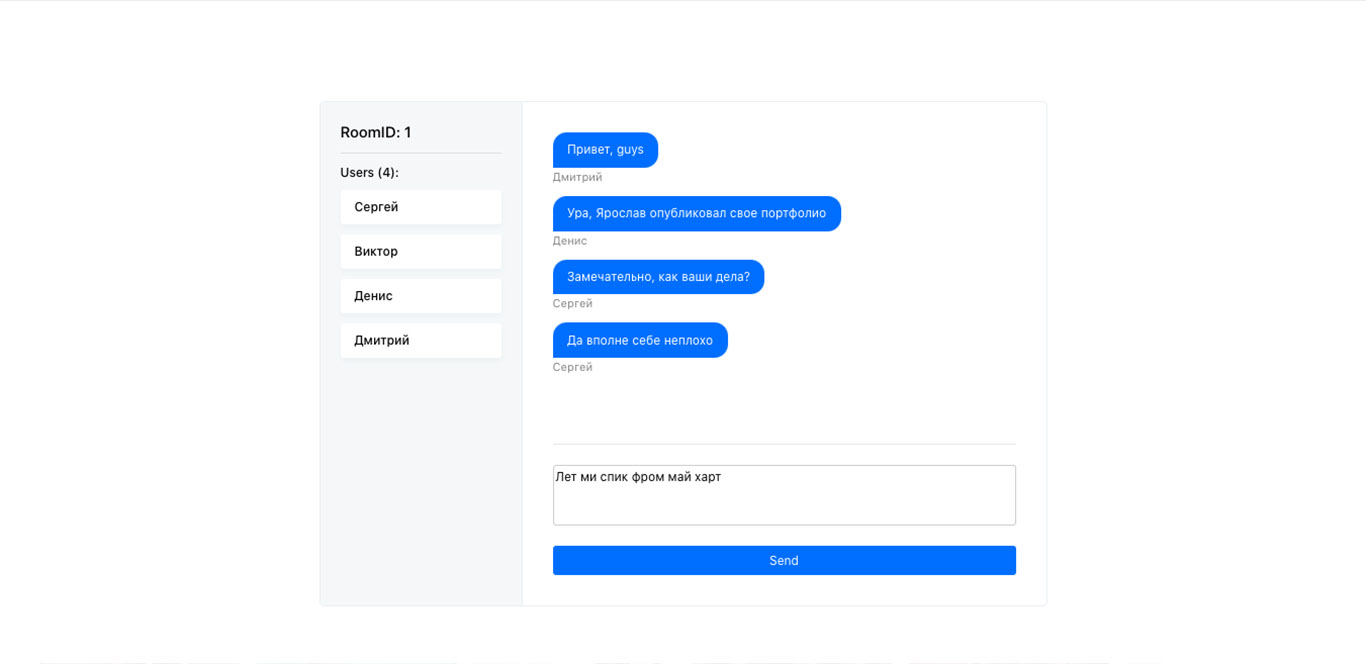 RoomID: 1
Users (4):
Сергей
Виктор
Денис
Дмитрий
Привет, guys
Дмитрий
Ура, Ярослав опубликовал свое портфолио
Денис
Замечательно, как ваши дела?
Сергей
Да вполне себе неплохо
Сергей
Лет ми спик фром май харт
Send